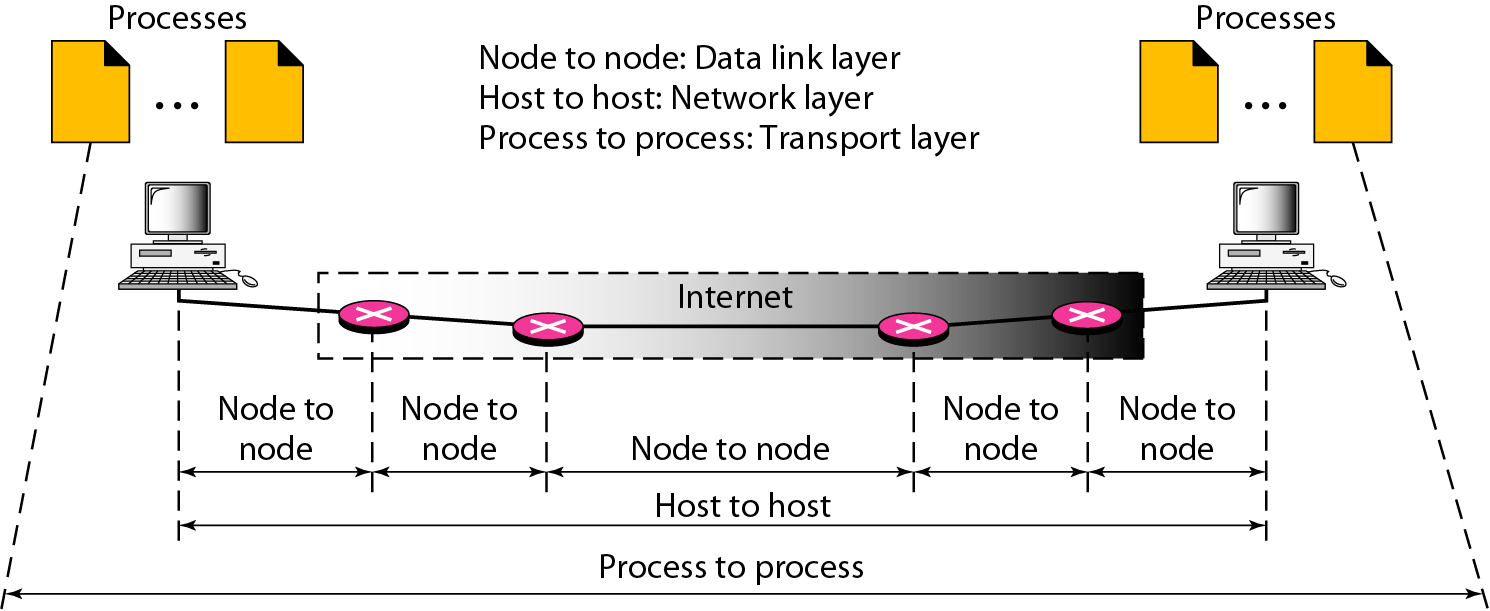 Processes
Processes
Node to node: Data link layer
Host to host: Network layer
Process to process: Transport layer
Internet
Node to
node
Node to
node
Node to node
Node to
node
Node to
node
Host to host
Process to process